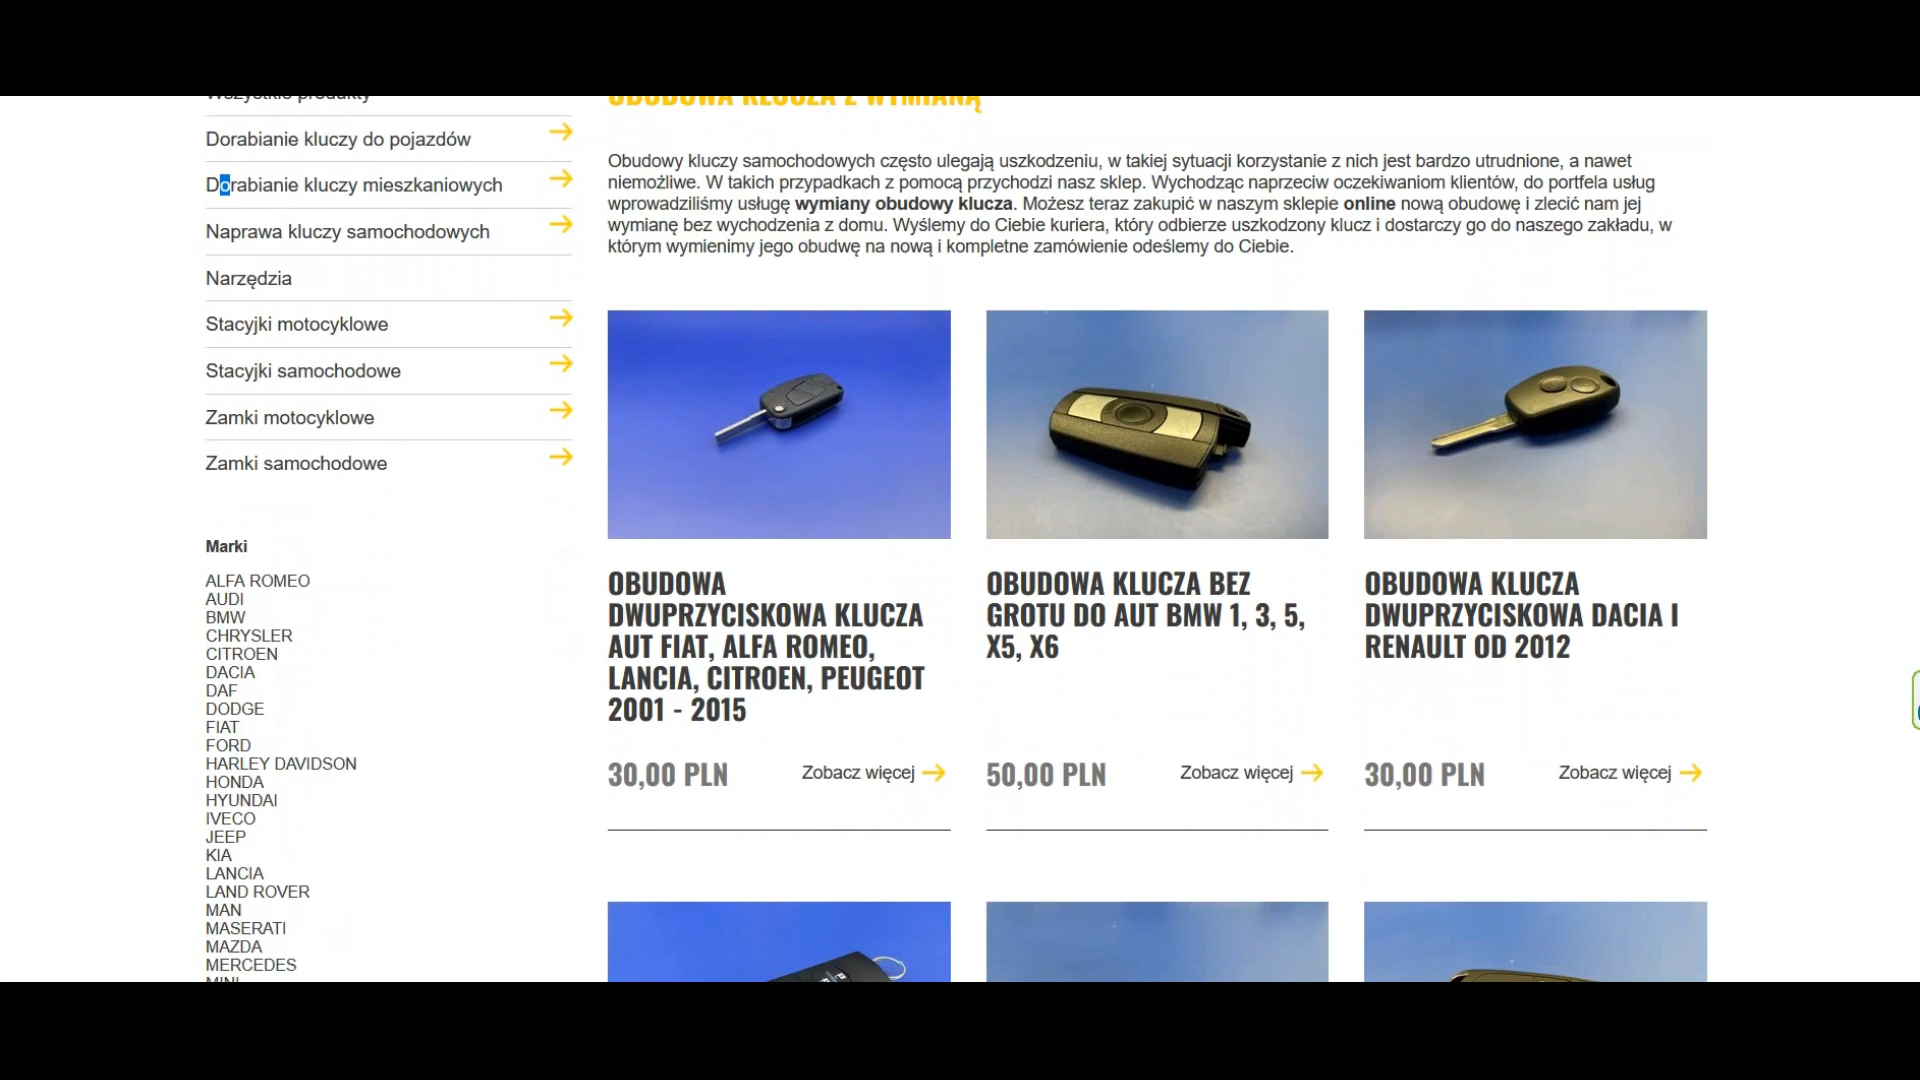 Wszystkie produkty
Dorabianie kluczy do pojazdów
Dorabianie kluczy mieszkaniowych
Naprawa kluczy samochodowych
Narzędzia
Stacyjki motocyklowe
Stacyjki samochodowe
Zamki motocyklowe
Zamki samochodowe
Marki
ALFA ROMEO
AUDI
BMW
CHRYSLER
CITROEN
DACIA
DAF
DODGE
FIAT
FORD
HARLEY DAVIDSON
HONDA
HYUNDAI
IVECO
JEEP
KIA
LANCIA
LAND ROVER
MAN
MASERATI
MAZDA
MERCEDES
MINI
OBUDOWA KLUCZA Z WYMIANĄ
Obudowy kluczy samochodowych często ulegają uszkodzeniu, w takiej sytuacji korzystanie z nich jest bardzo utrudnione, a nawet
niemożliwe. W takich przypadkach z pomocą przychodzi nasz sklep. Wychodząc naprzeciw oczekiwaniom klientów, do portfela usług
wprowadziliśmy usługę wymiany obudowy klucza. Możesz teraz zakupić w naszym sklepie online nową obudowę i zlecić nam jej
wymianę bez wychodzenia z domu. Wyślemy do Ciebie kuriera, który odbierze uszkodzony klucz i dostarczy go do naszego zakładu, w
którym wymienimy jego obudwę na nową i kompletne zamówienie odeślemy do Ciebie.
OBUDOWA
DWUPRZYCISKOWA KLUCZA
AUT FIAT, ALFA ROMEO,
LANCIA, CITROEN, PEUGEOT
2001 - 2015
30,00 PLN
Zobacz więcej
OBUDOWA KLUCZA BEZ
GROTU DO AUT BMW 1, 3, 5,
X5, X6
50,00 PLN
Zobacz więcej
OBUDOWA KLUCZA
DWUPRZYCISKOWA DACIA I
RENAULT OD 2012
30,00 PLN
Zobacz więcej